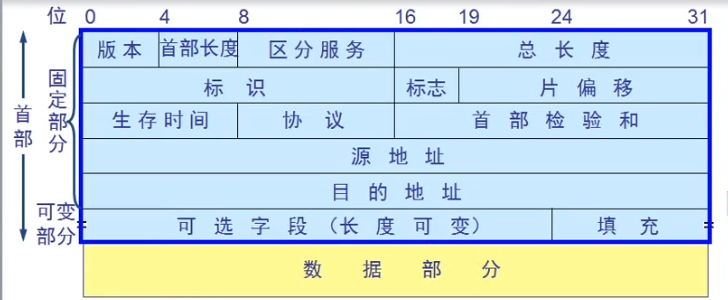 位 0 4 8 16 19 24 31
版本 首部长度 区分服务 总长度
标识 标志 片偏移
生存时间 协议 首部检验和
源地址
目的地址
可选字段（长度可变） 填充
数据部分
首部
固定部分
可变部分